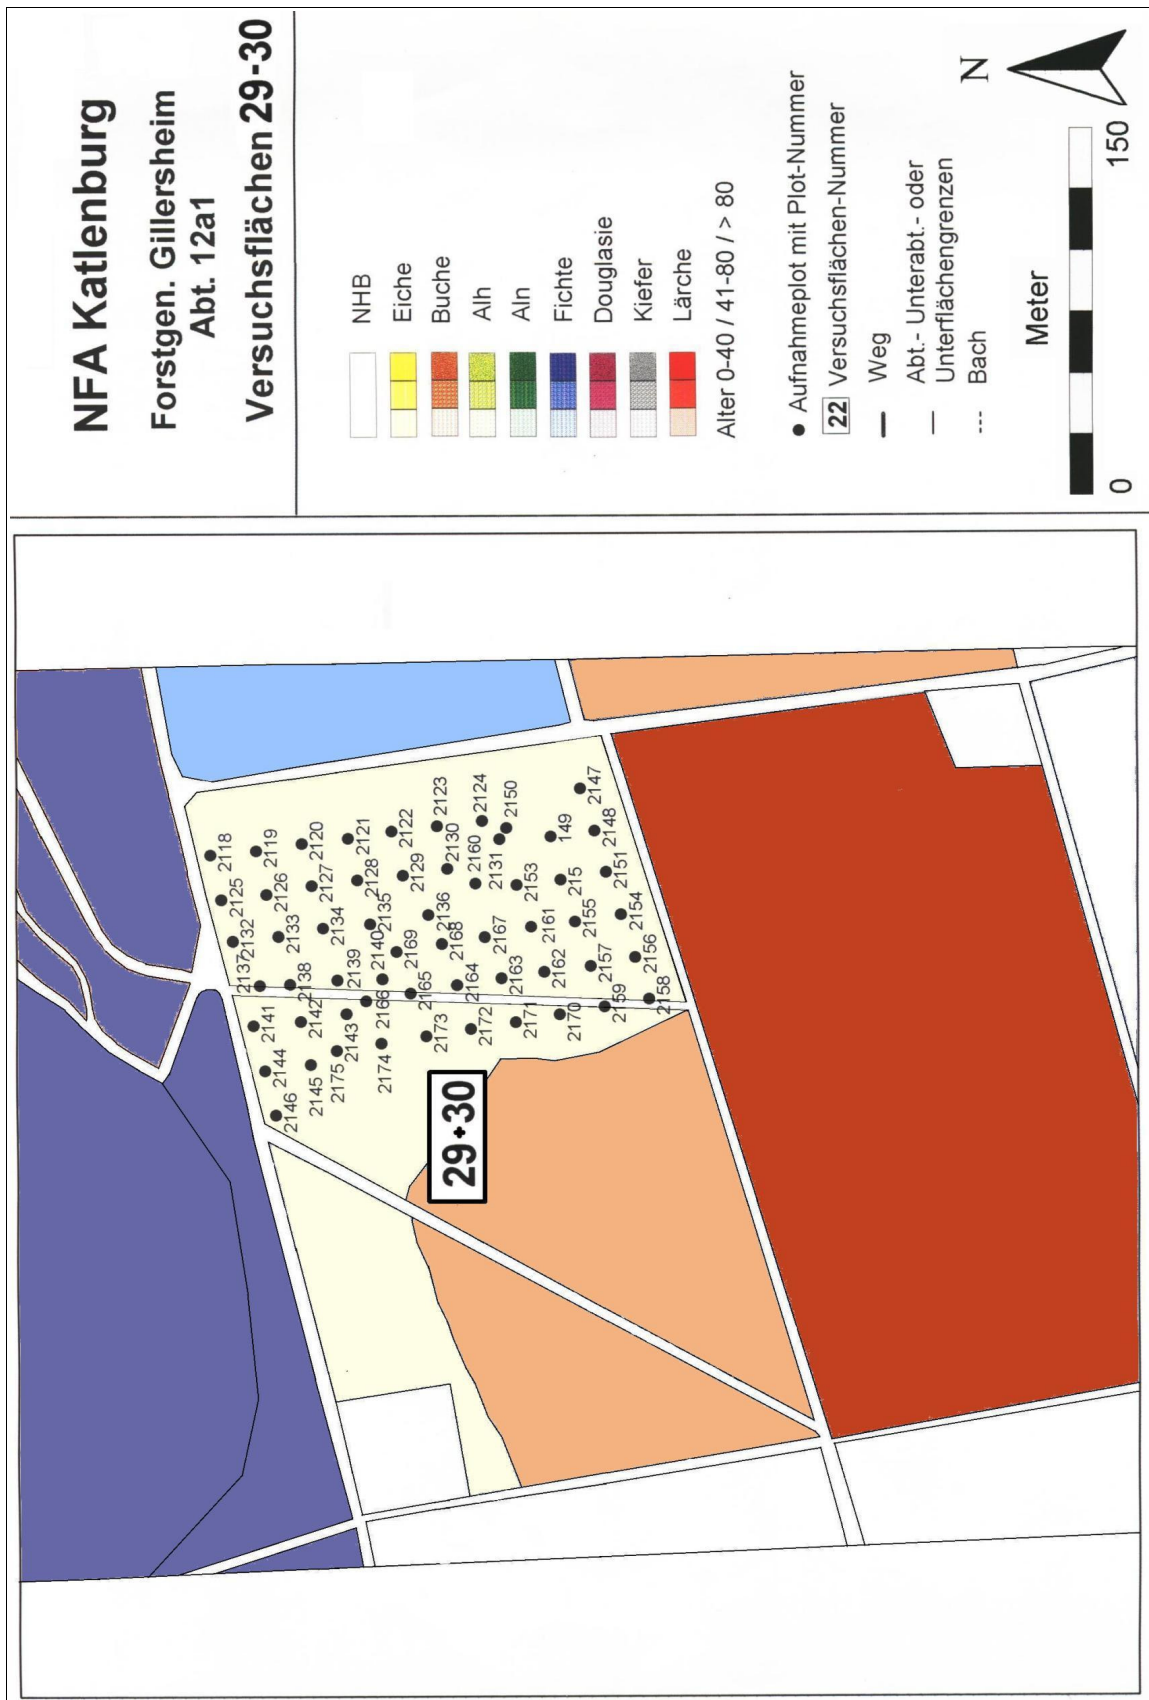 NFA Katlenburg
Forstgen. Gillersheim
Abt. 12a1
Versuchsflächen 29-30
NHB
Eiche
Buche
Alh
Aln
Fichte
Douglasie
Kiefer
Lärche
Alter 0-40 / 41-80 / > 80
Aufnahmeplot mit Plot-Nummer
22 Versuchsflächen-Nummer
Weg
Abt.- Unterabt.- oder
Unterflächengrenzen
Bach
N
Meter
0 150
2118
2119
2120
2121
2122
2123
2124
2150
149
2148
2147
2125
2126
2127
2128
2129
2130
2160
2131
2153
215
2151
2132
2133
2134
2135
2136
2168
2167
2161
2155
2154
2137
2138
2139
2140
2169
2165
2164
2163
2162
2157
2156
2141
2142
2143
2166
2173
2172
2171
2170
2159
2158
2144
2145
2175
2174
2146
29+30